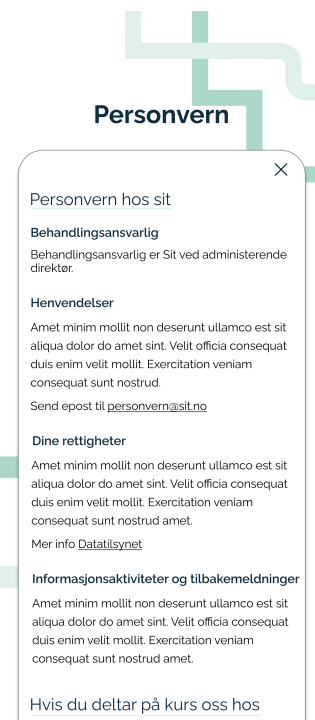 Personvern
Personvern hos sit
Behandlingsansvarlig
Behandlingsansvarlig er Sit ved administerende
direktør.
Henvendelser
Amet minim mollit non deserunt ullamco est sit
aliqua dolor do amet sint. Velit officia consequat
duis enim velit mollit. Exercitation veniam
consequat sunt nostrud.
Send epost til personvern@sit.no
Dine rettigheter
Amet minim mollit non deserunt ullamco est sit
aliqua dolor do amet sint. Velit officia consequat
duis enim velit mollit. Exercitation veniam
consequat sunt nostrud amet.
Mer info Datatilsynet
Informasjonsaktiviteter og tilbakemeldninger
Amet minim mollit non deserunt ullamco est sit
aliqua dolor do amet sint. Velit officia consequat
duis enim velit mollit. Exercitation veniam
consequat sunt nostrud amet.
Hvis du deltar på kurs oss hos